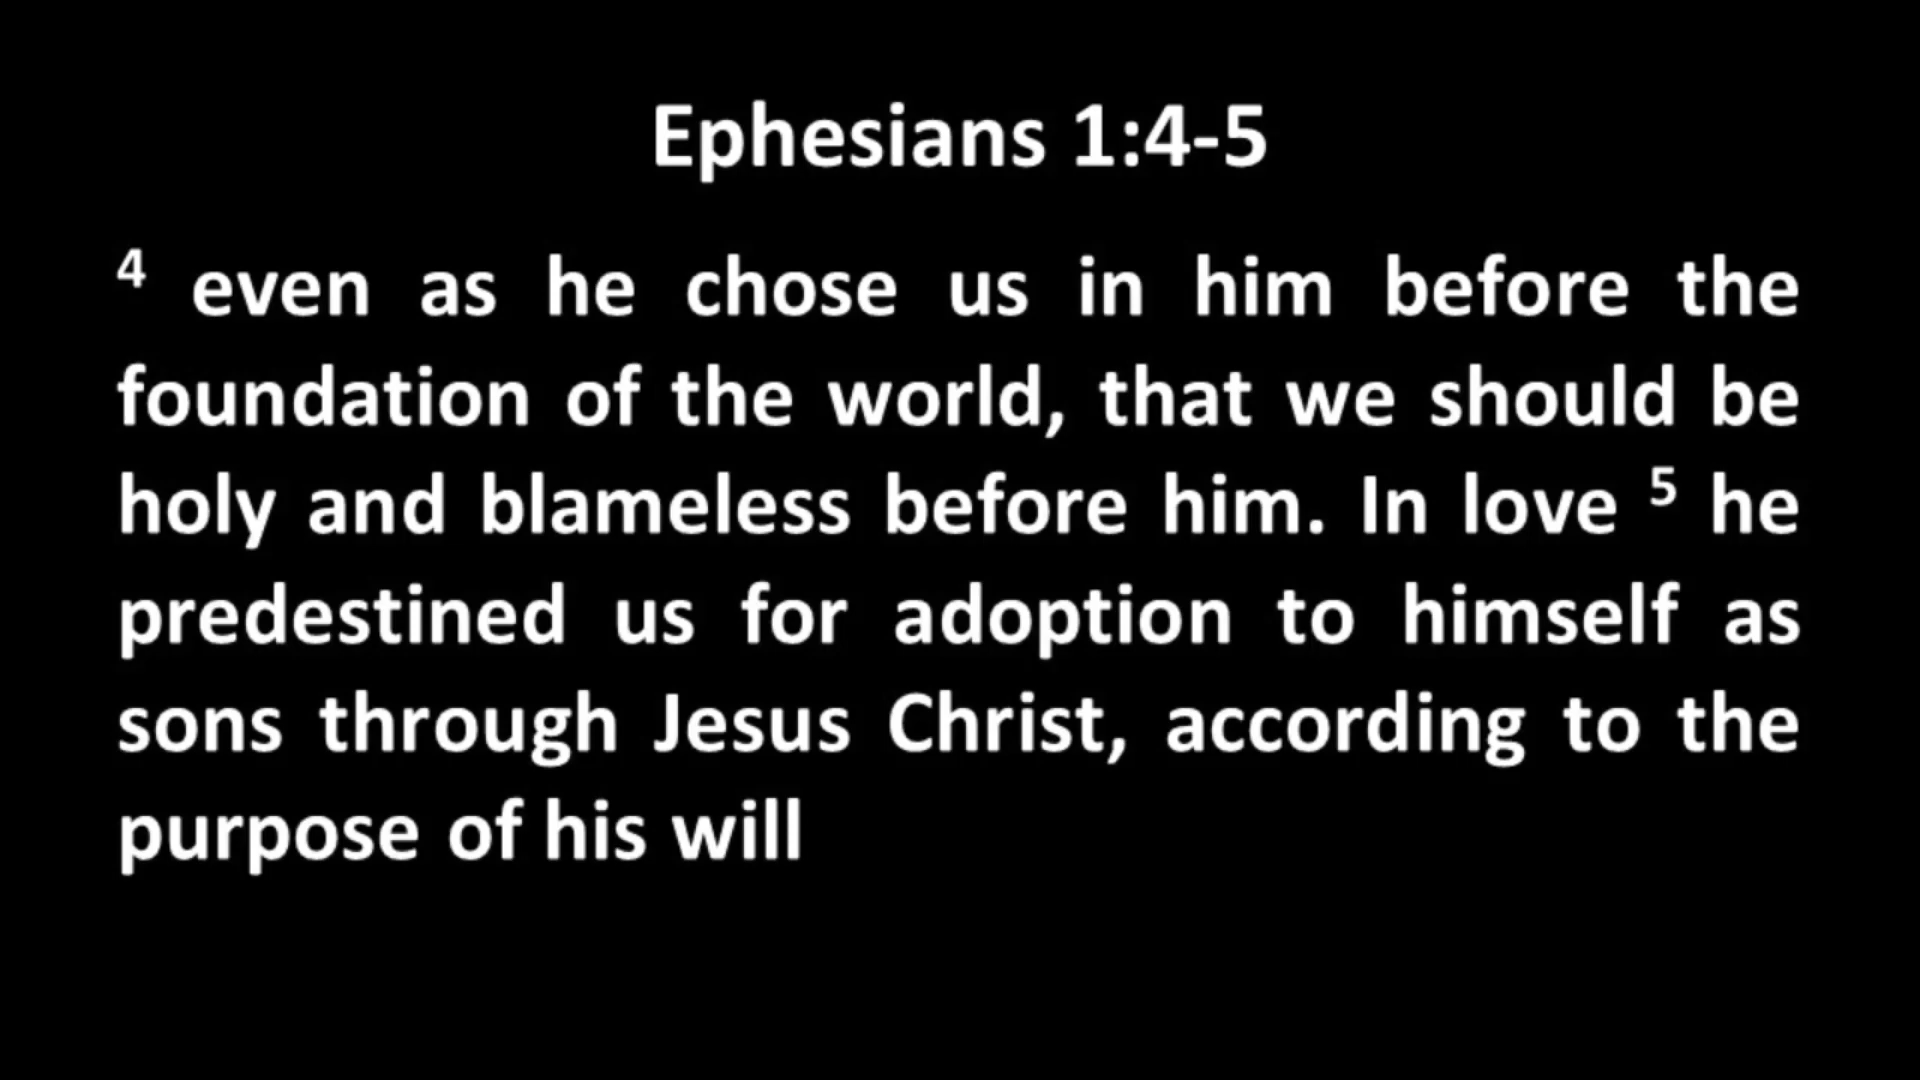 Ephesians 1:4-5
4 even as he chose us in him before the
foundation of the world, that we should be
holy and blameless before him. In love 5 he
predestined us for adoption to himself as
sons through Jesus Christ, according to the
purpose of his will